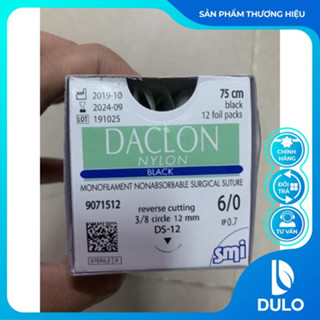 SẢN PHẨM THƯƠNG HIỆU
2019-10
2024-09
LOT 191025
75 cm
black
12 foil packs
DACLON
NYLON
BLACK
MONOFILAMENT NONABSORBABLE SURGICAL SUTURE
9071512
reverse cutting
3/8 circle 12 mm
DS-12
6/0
0.7
STERILE R
smi
CHÍNH HÃNG
ĐỔI TRẢ
DULO